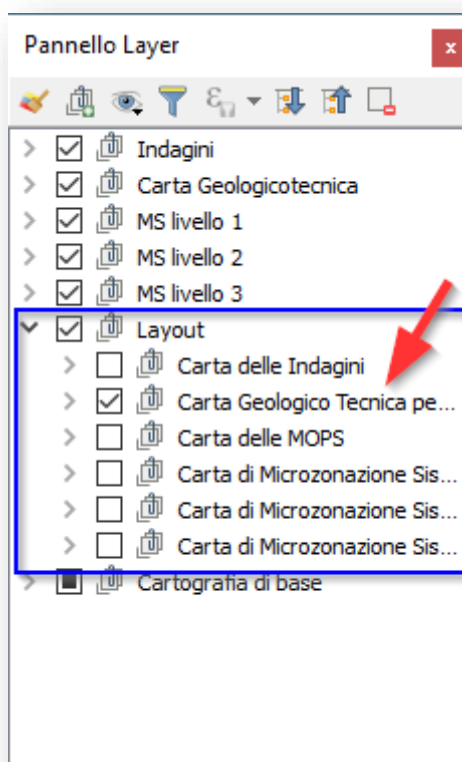 Pannello Layer
x
Indagini
Carta Geologicotecnica
MS livello 1
MS livello 2
MS livello 3
Layout
Carta delle Indagini
Carta Geologico Tecnica pe...
Carta delle MOPS
Carta di Microzonazione Sis...
Carta di Microzonazione Sis...
Carta di Microzonazione Sis...
Cartografia di base